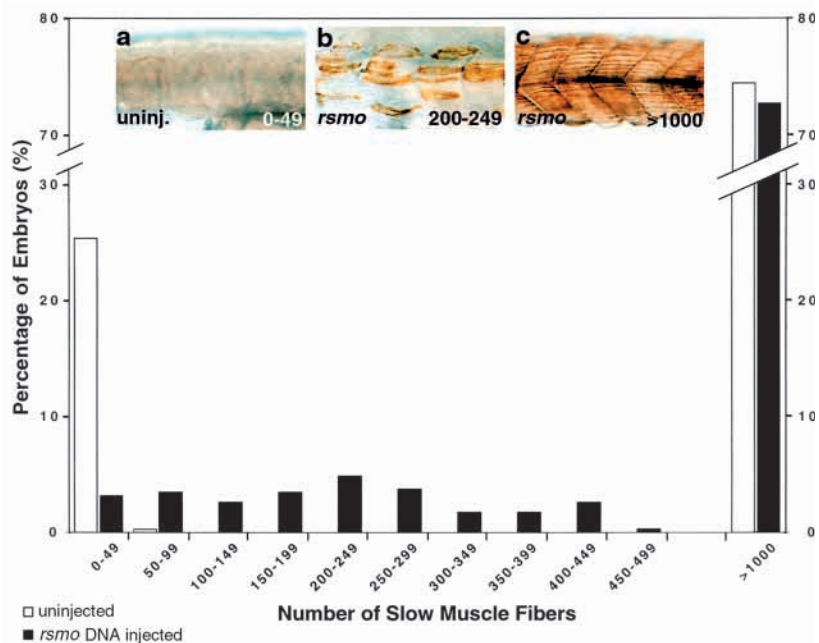 80
80
a
b
c
uninj.
0-49
rsmo
200-249
rsmo
>1000
70
70
30
30
20
20
10
10
0
0
Percentage of Embryos (%)
0-49
50-99
100-149
150-199
200-249
250-299
300-349
350-399
400-449
450-499
>1000
Number of Slow Muscle Fibers
uninjected
rsmo DNA injected